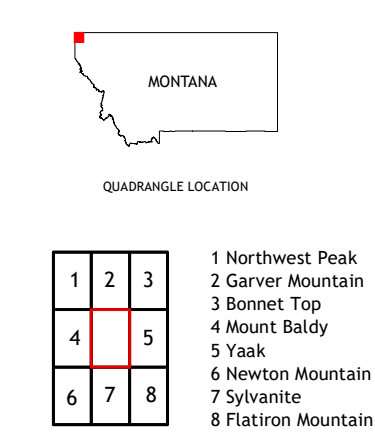 MONTANA
QUADRANGLE LOCATION
1 2 3
4 5
6 7 8
1 Northwest Peak
2 Garver Mountain
3 Bonnet Top
4 Mount Baldy
5 Yaak
6 Newton Mountain
7 Sylvanite
8 Flatiron Mountain